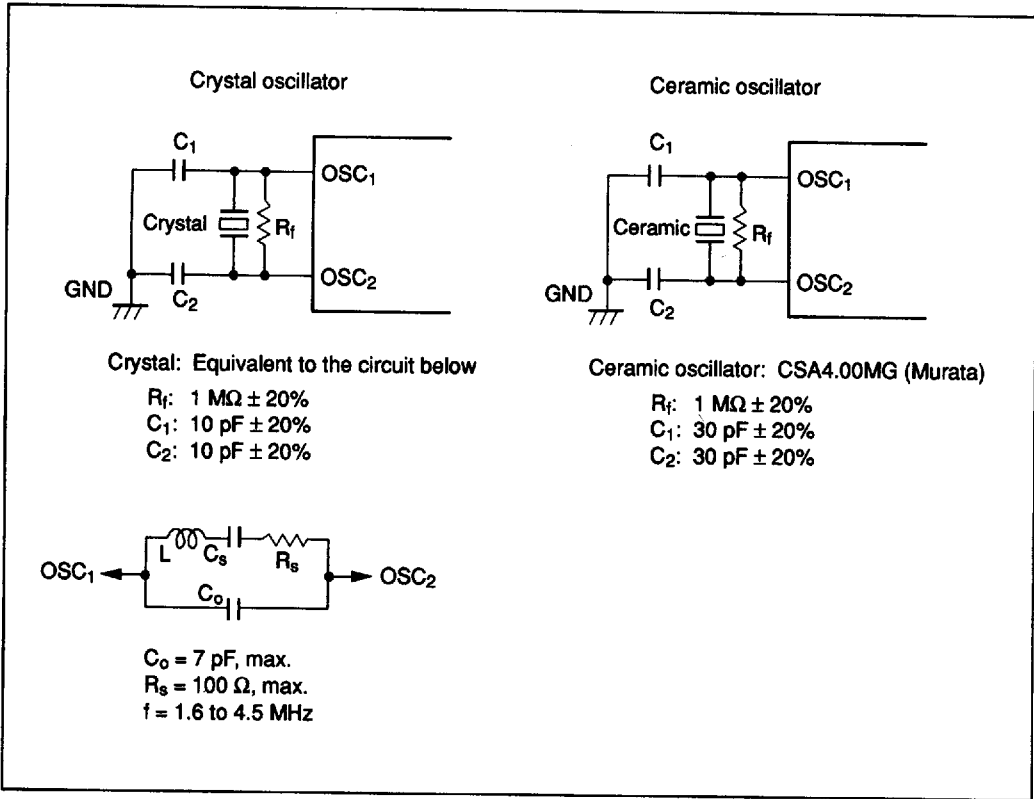 Crystal oscillator
C₁
OSC₁
Crystal
Rf
OSC₂
GND
C₂
Crystal: Equivalent to the circuit below
Rf: 1 MΩ ± 20%
C₁: 10 pF ± 20%
C₂: 10 pF ± 20%
L
Cs
Rs
OSC₁
OSC₂
Co
Co = 7 pF, max.
Rs = 100 Ω, max.
f = 1.6 to 4.5 MHz
Ceramic oscillator
C₁
OSC₁
Ceramic
Rf
OSC₂
GND
C₂
Ceramic oscillator: CSA4.00MG (Murata)
Rf: 1 MΩ ± 20%
C₁: 30 pF ± 20%
C₂: 30 pF ± 20%